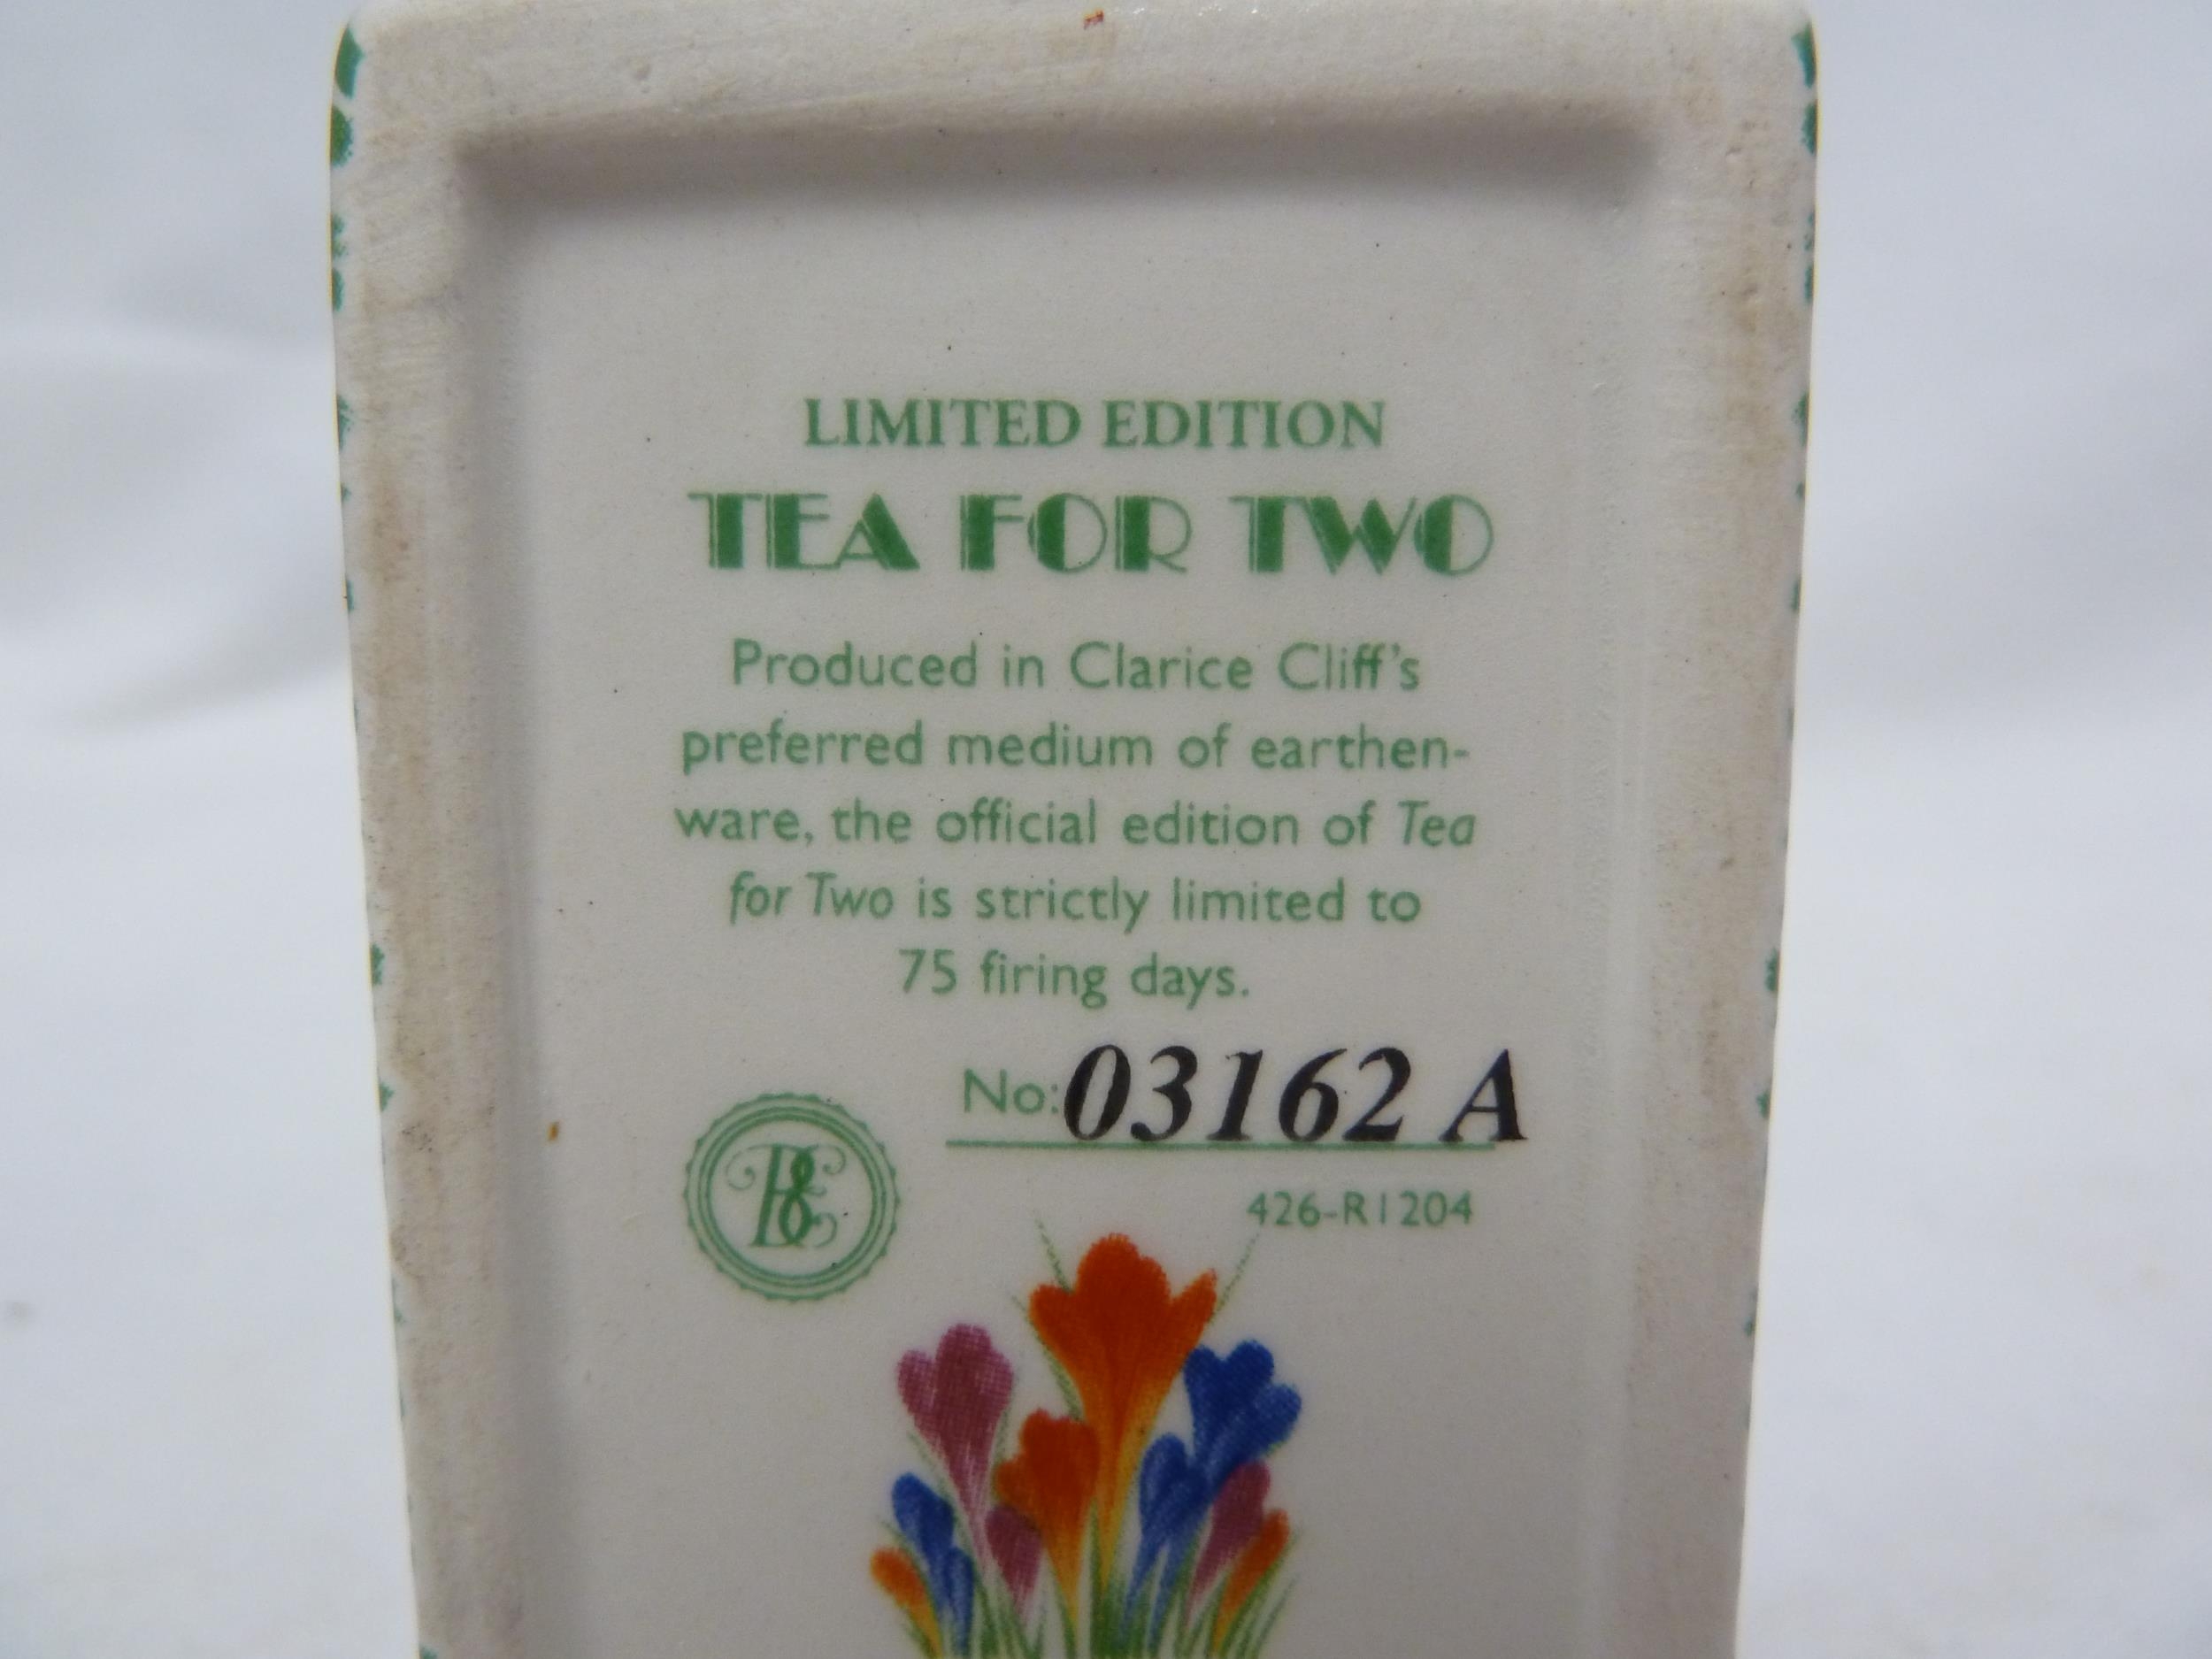 LIMITED EDITION
TEA FOR TWO
Produced in Clarice Cliff's
preferred medium of earthen-
ware, the official edition of Tea
for Two is strictly limited to
75 firing days.
No: 03162 A
B&E
426-R1204